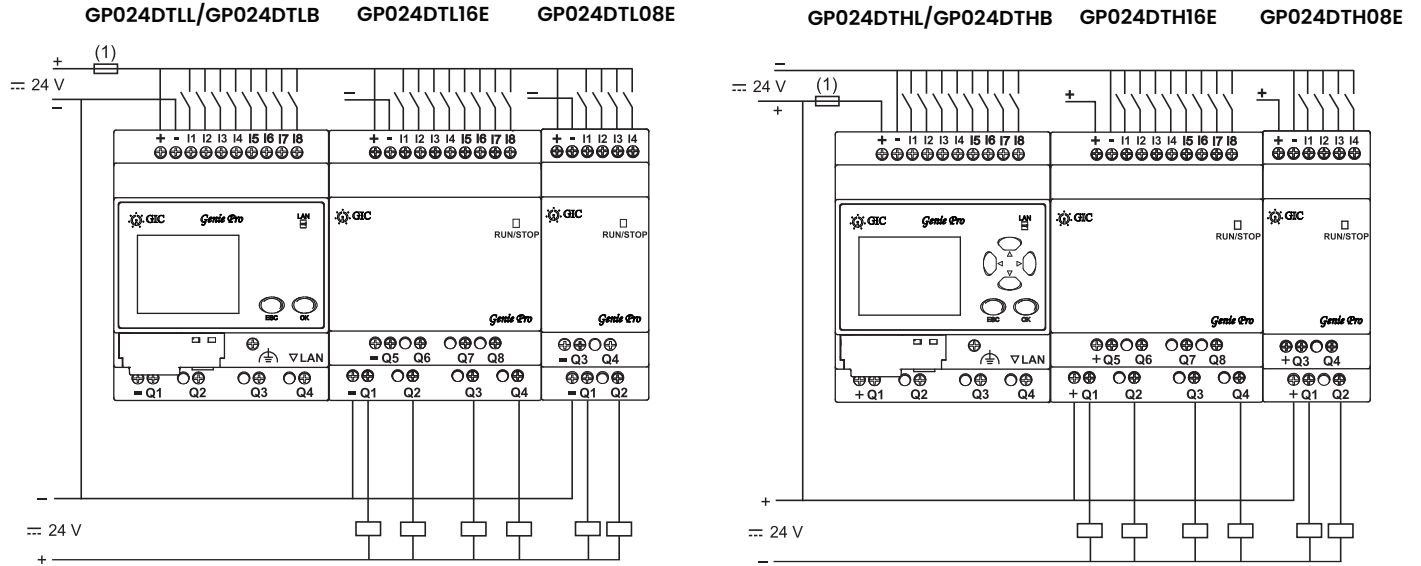 GP024DTLL/GP024DTLB GP024DTL16E GP024DTL08E
+ (1)
24 V
–
– –
+ - I1 I2 I3 I4 I5 I6 I7 I8
+ - I1 I2 I3 I4 I5 I6 I7 I8
+ - I1 I2 I3 I4
GIC Genie Pro LAN
ESC OK
GIC
RUN/STOP
Genie Pro
GIC
RUN/STOP
Genie Pro
LAN
- Q5 Q6 Q7 Q8
- Q3 Q4
- Q1 Q2 Q3 Q4
- Q1 Q2 Q3 Q4
- Q1 Q2
–
24 V
+
GP024DTHL/GP024DTHB GP024DTH16E GP024DTH08E
–
24 V
(1)
+
+ +
+ - I1 I2 I3 I4 I5 I6 I7 I8
+ - I1 I2 I3 I4 I5 I6 I7 I8
+ - I1 I2 I3 I4
GIC Genie Pro LAN
ESC OK
GIC
RUN/STOP
Genie Pro
GIC
RUN/STOP
Genie Pro
LAN
+ Q5 Q6 Q7 Q8
+ Q3 Q4
+ Q1 Q2 Q3 Q4
+ Q1 Q2 Q3 Q4
+ Q1 Q2
+
24 V
–